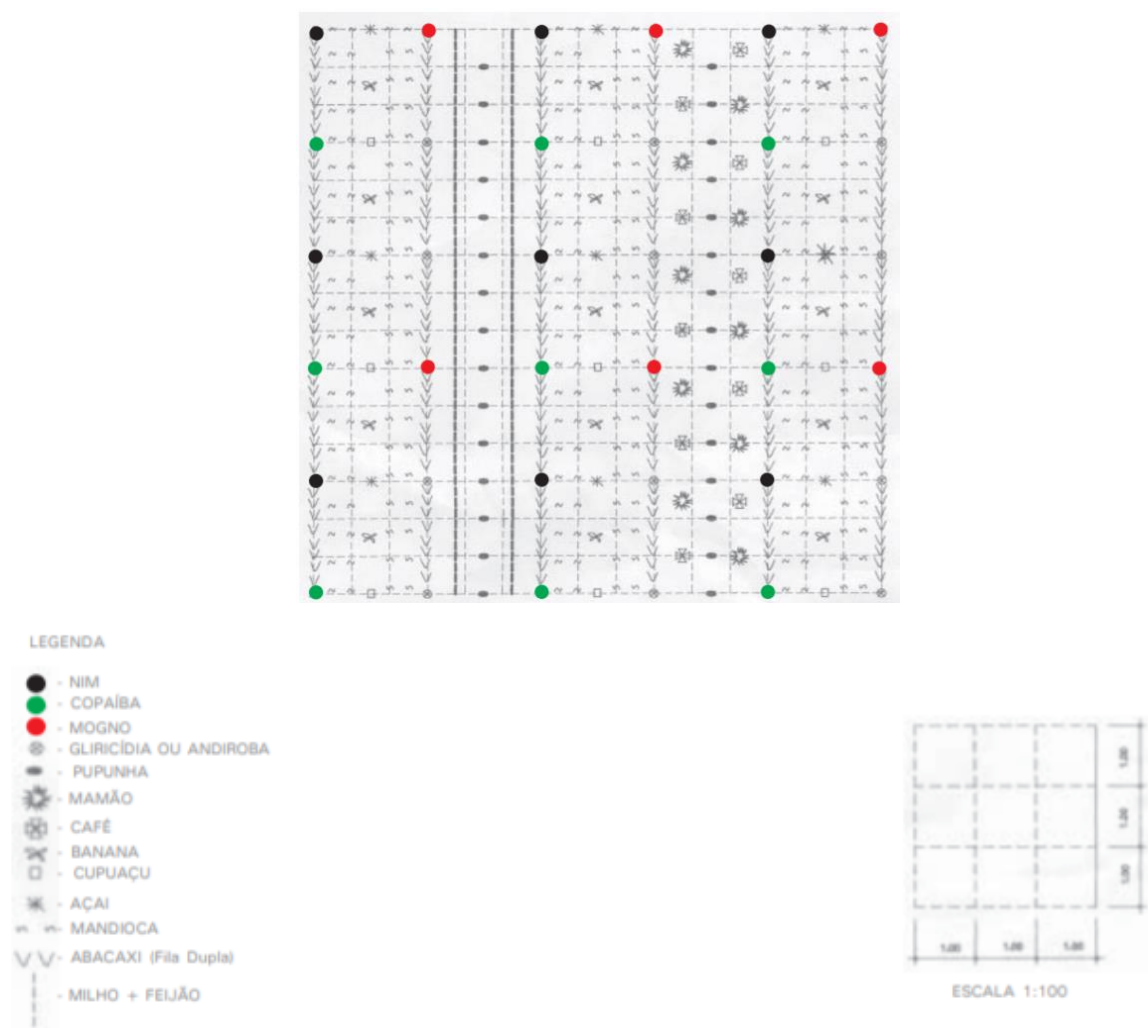 LEGENDA
- NIM
- COPAÍBA
- MOGNO
- GLIRICÍDIA OU ANDIROBA
- PUPUNHA
- MAMÃO
- CAFÉ
- BANANA
- CUPUAÇU
- AÇAI
- MANDIOCA
- ABACAXI (Fila Dupla)
- MILHO + FEIJÃO
1.00
1.00
1.00
1.00 1.00 1.00
ESCALA 1:100